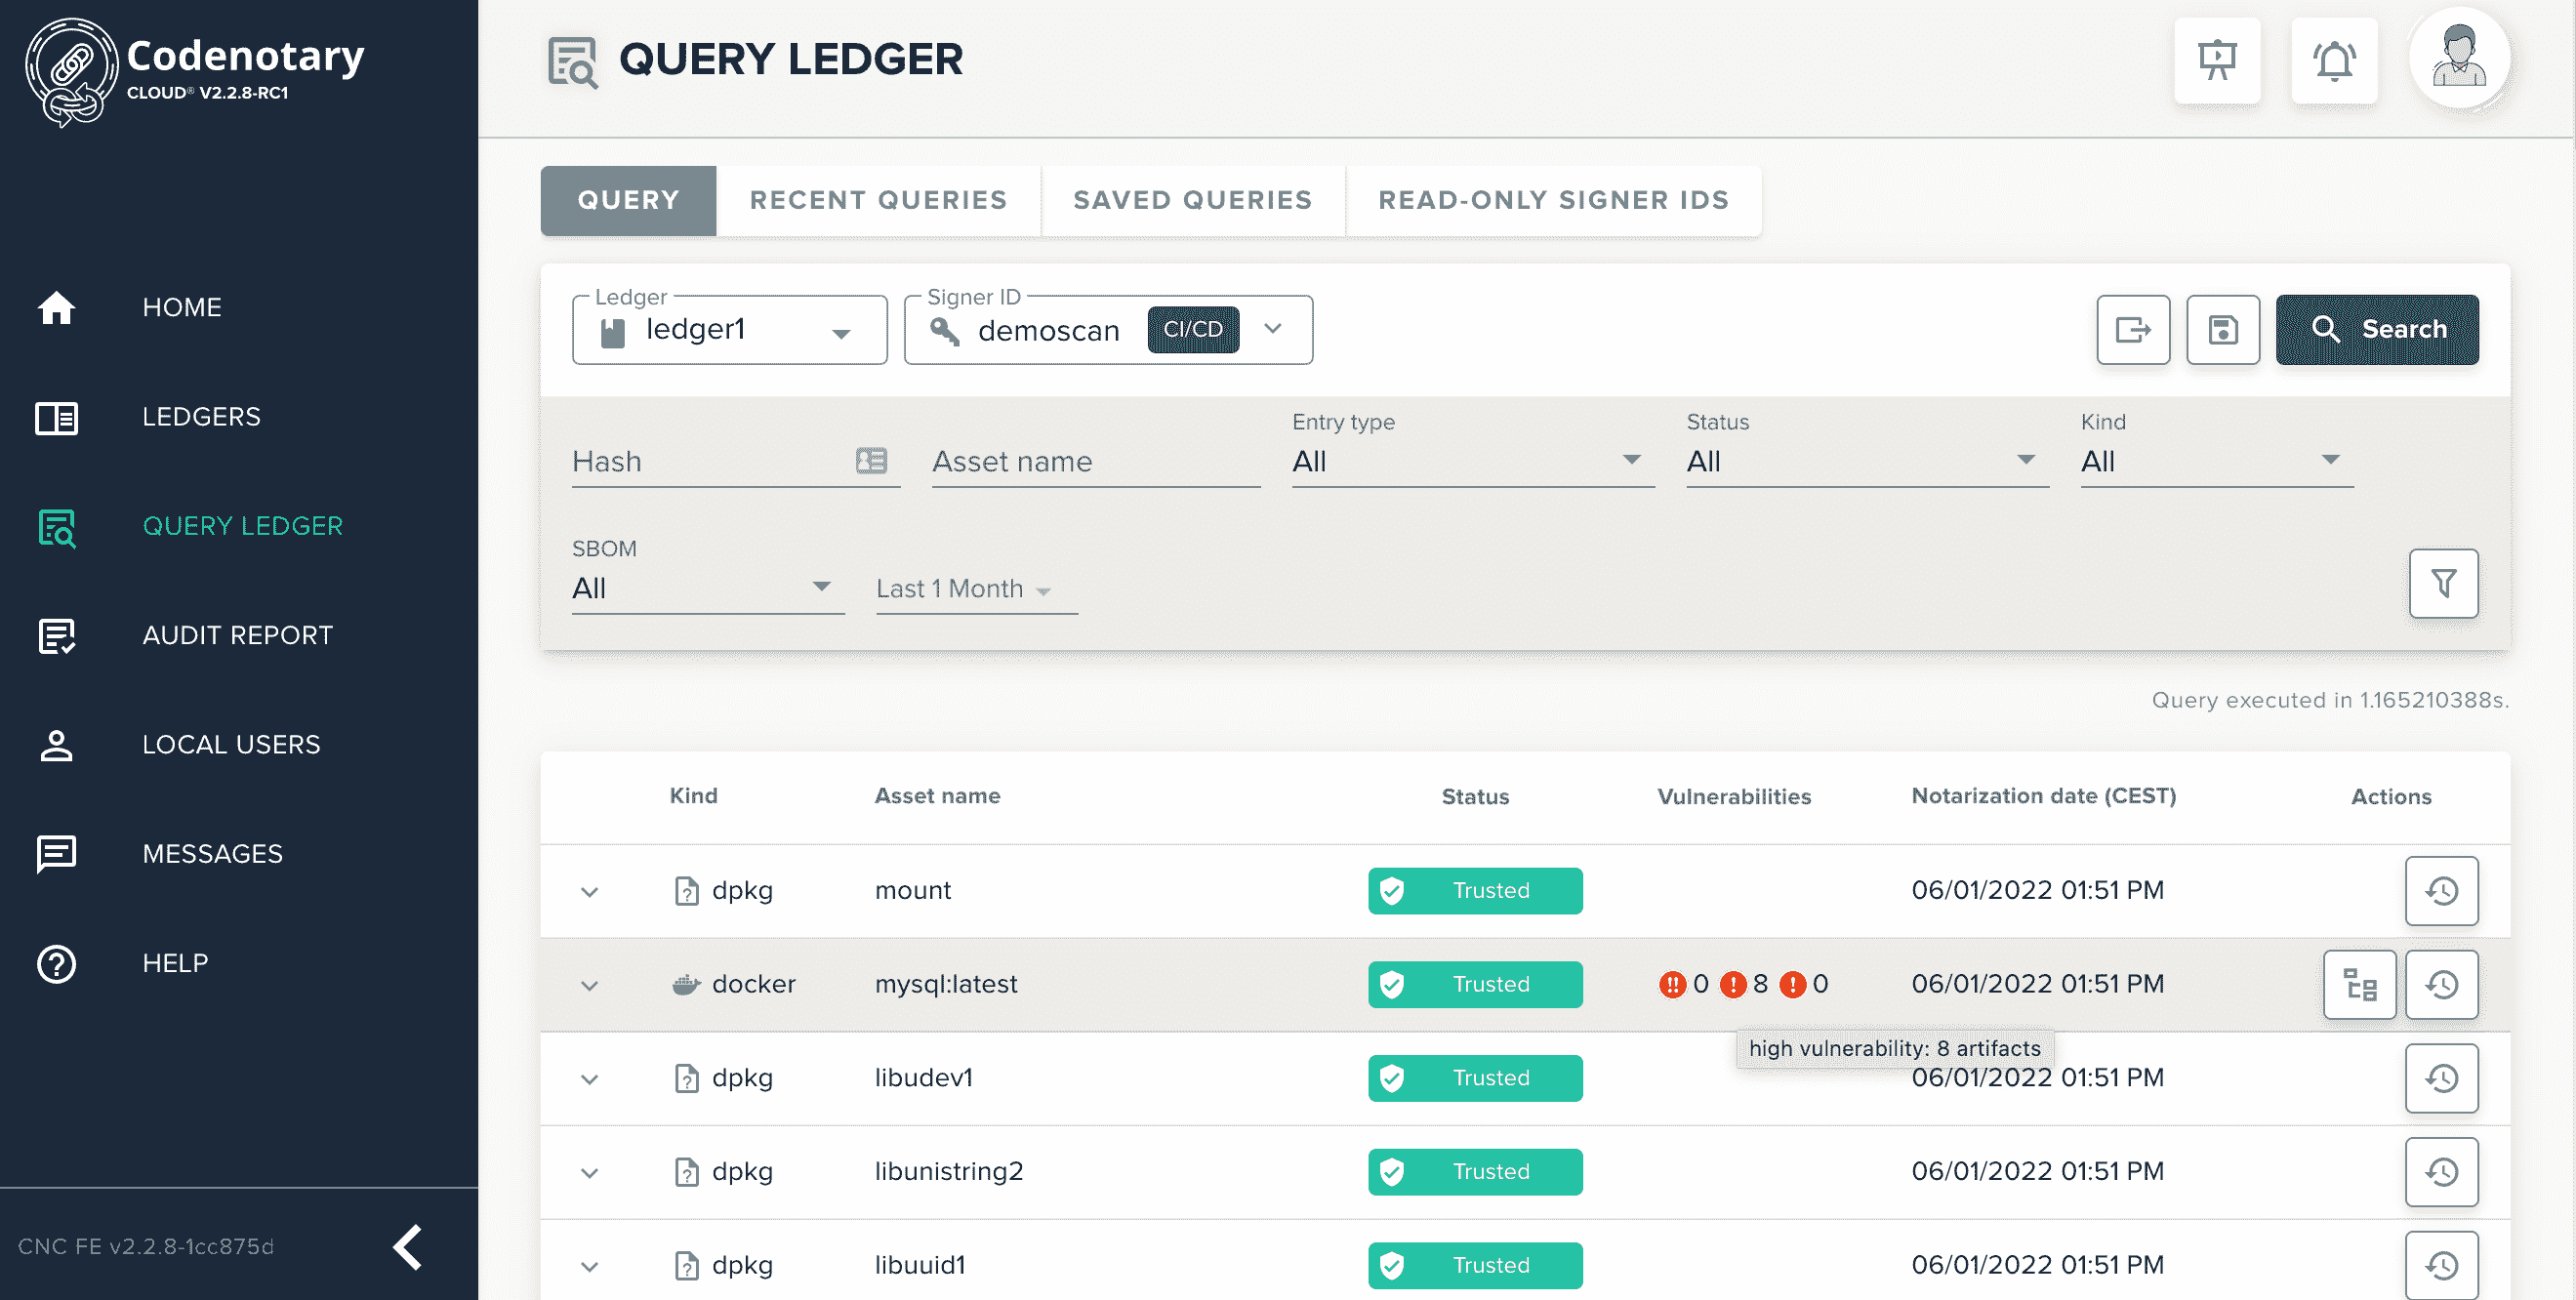 Codenotary
CLOUD® V2.2.8-RC1
HOME
LEDGERS
QUERY LEDGER
AUDIT REPORT
LOCAL USERS
MESSAGES
HELP
CNC FE v2.2.8-1cc875d
QUERY LEDGER
QUERY RECENT QUERIES SAVED QUERIES READ-ONLY SIGNER IDS
Ledger Signer ID
ledger1 demoscan CI/CD Search
Entry type Status Kind
Hash Asset name All All All
SBOM
All Last 1 Month
Query executed in 1.165210388s.
Kind Asset name Status Vulnerabilities Notarization date (CEST) Actions
dpkg mount Trusted 06/01/2022 01:51 PM
docker mysql:latest Trusted 0 8 0 06/01/2022 01:51 PM
high vulnerability: 8 artifacts
dpkg libudev1 Trusted 06/01/2022 01:51 PM
dpkg libunistring2 Trusted 06/01/2022 01:51 PM
dpkg libuuid1 Trusted 06/01/2022 01:51 PM